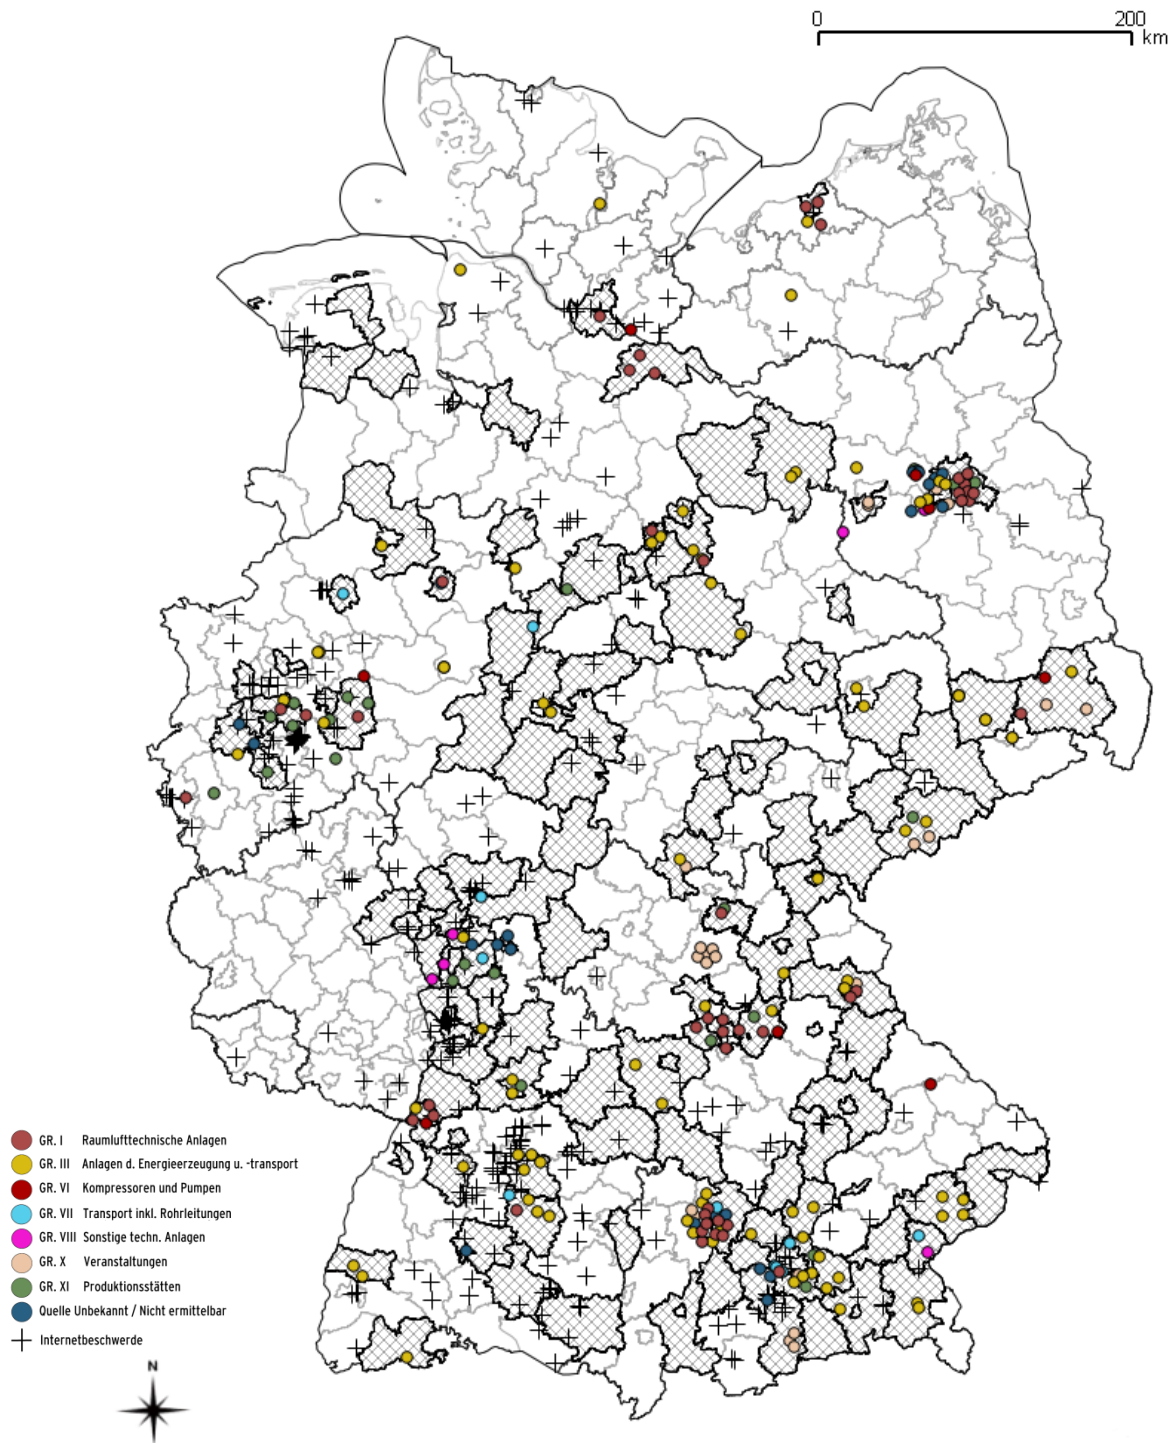 0 200
km
GR. I Raumlufttechnische Anlagen
GR. III Anlagen d. Energieerzeugung u. -transport
GR. VI Kompressoren und Pumpen
GR. VII Transport inkl. Rohrleitungen
GR. VIII Sonstige techn. Anlagen
GR. X Veranstaltungen
GR. XI Produktionsstätten
Quelle Unbekannt / Nicht ermittelbar
Internetbeschwerde
N